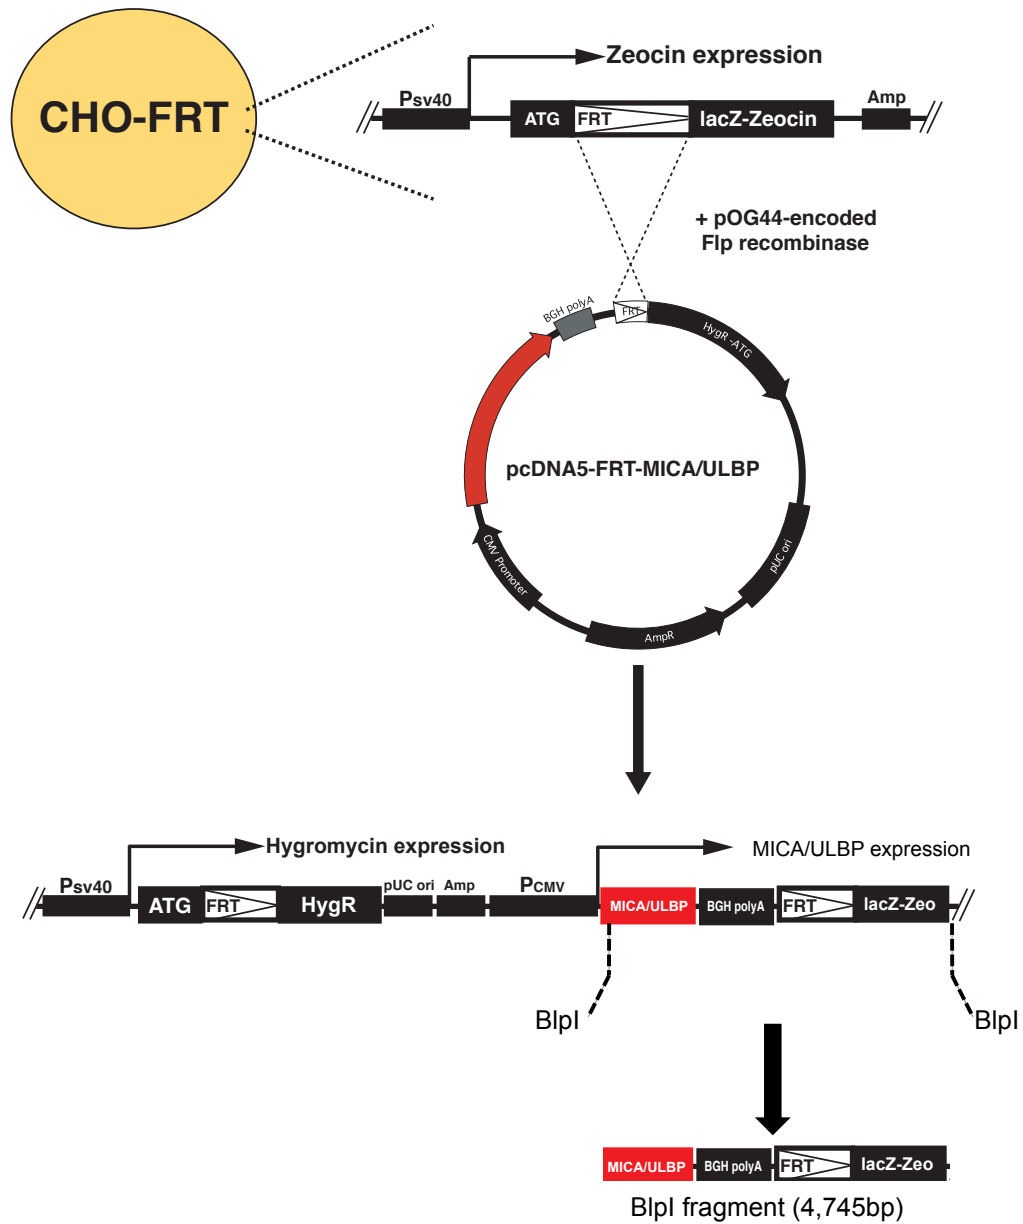 CHO-FRT
Zeocin expression
Psv40
ATG
FRT
lacZ-Zeocin
Amp
+ pOG44-encoded
Flp recombinase
BGH polyA
FRT
HygR -ATG
pcDNA5-FRT-MICA/ULBP
CMV Promoter
pUC ori
AmpR
Hygromycin expression
MICA/ULBP expression
Psv40
ATG
FRT
HygR
pUC ori
Amp
PCMV
MICA/ULBP
BGH polyA
FRT
lacZ-Zeo
BlpI
BlpI
MICA/ULBP
BGH polyA
FRT
lacZ-Zeo
BlpI fragment (4,745bp)